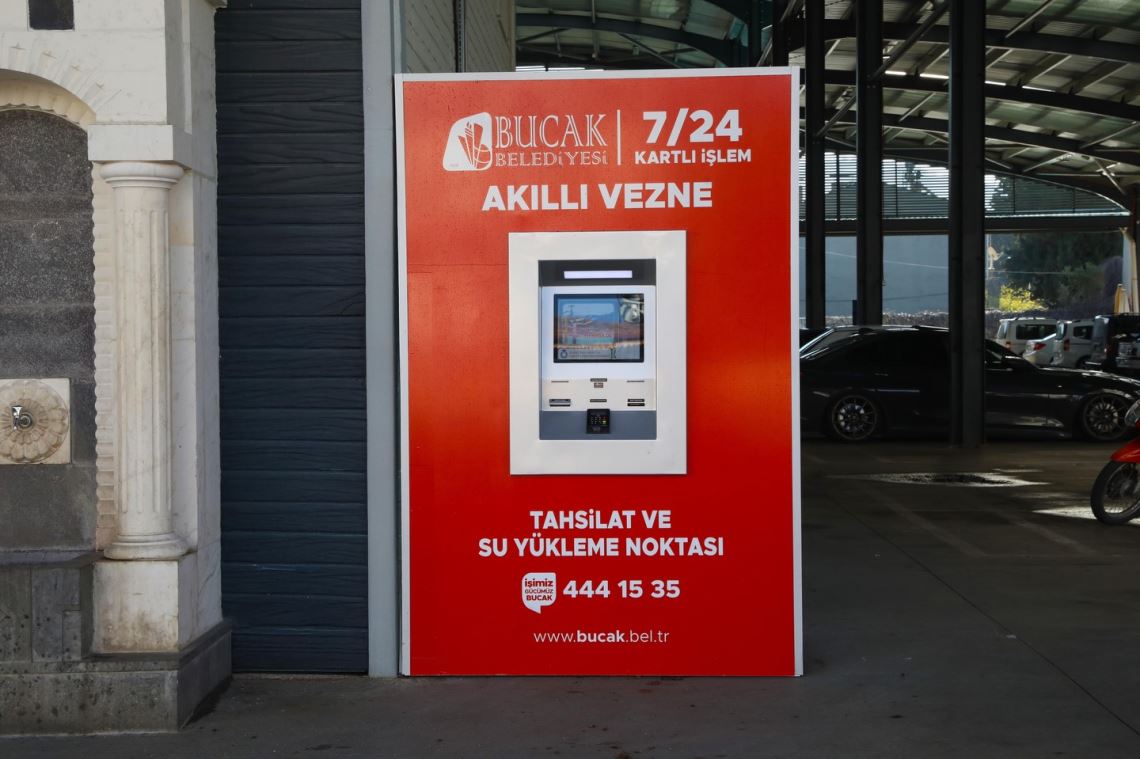 BUCAK
BELEDİYESİ
7/24
KARTLI İŞLEM
AKILLI VEZNE
TAHSİLAT VE
SU YÜKLEME NOKTASI
işimiz
GÜCÜMÜZ
BUCAK
444 15 35
www.bucak.bel.tr